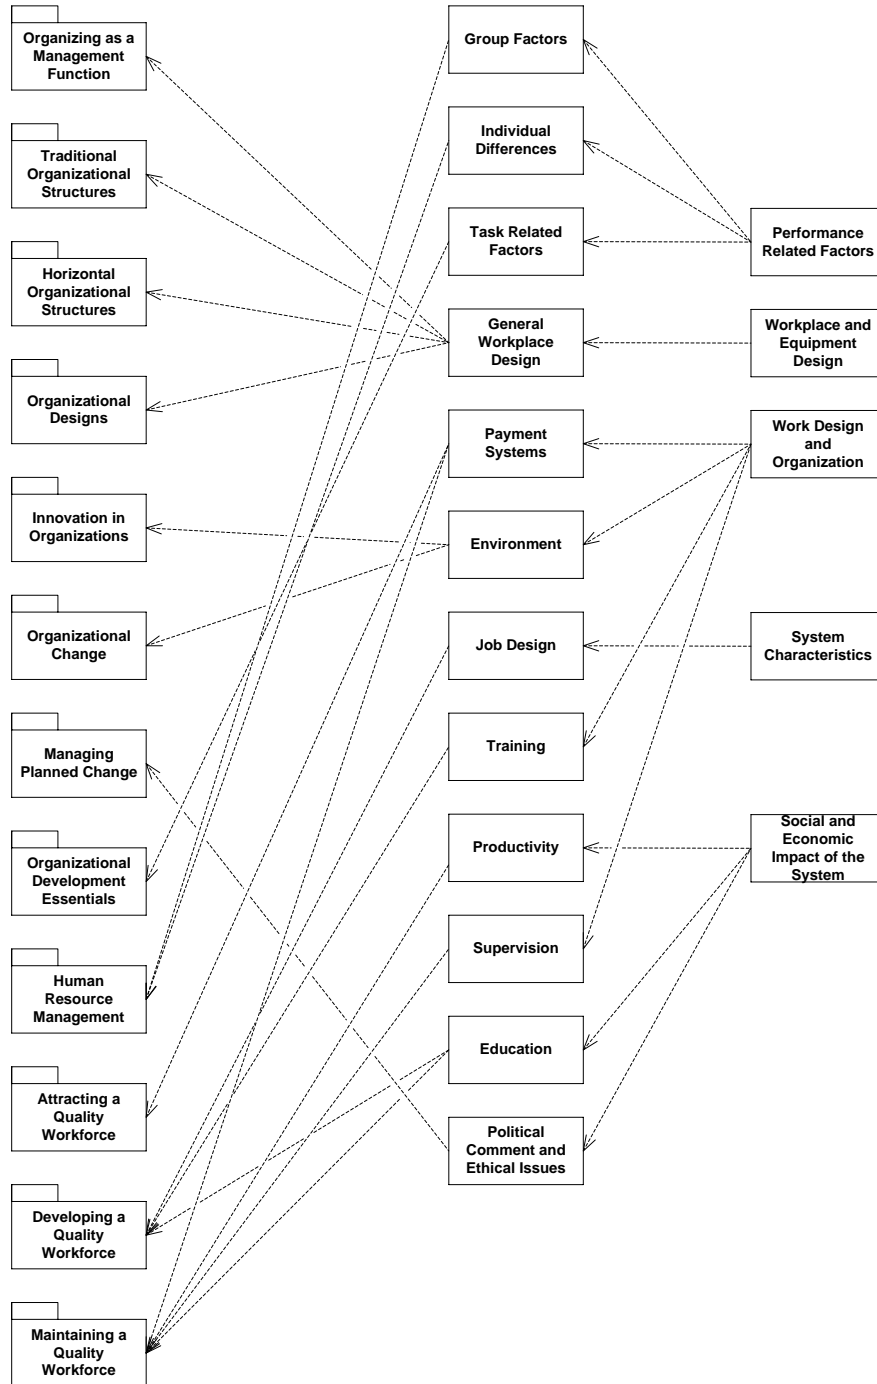 Organizing as a
Management
Function
Traditional
Organizational
Structures
Horizontal
Organizational
Structures
Organizational
Designs
Innovation in
Organizations
Organizational
Change
Managing
Planned Change
Organizational
Development
Essentials
Human
Resource
Management
Attracting a
Quality
Workforce
Developing a
Quality
Workforce
Maintaining a
Quality
Workforce
Group Factors
Individual
Differences
Task Related
Factors
General
Workplace
Design
Payment
Systems
Environment
Job Design
Training
Productivity
Supervision
Education
Political
Comment and
Ethical Issues
Performance
Related Factors
Workplace and
Equipment
Design
Work Design
and
Organization
System
Characteristics
Social and
Economic
Impact of the
System